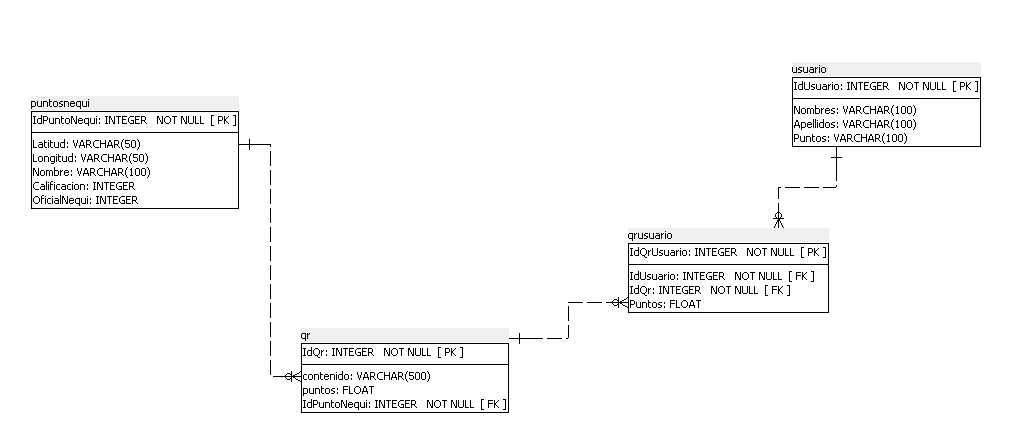 puntosnequi
IdPuntoNequi: INTEGER NOT NULL [ PK ]
Latitud: VARCHAR(50)
Longitud: VARCHAR(50)
Nombre: VARCHAR(100)
Calificacion: INTEGER
OficialNequi: INTEGER
usuario
IdUsuario: INTEGER NOT NULL [ PK ]
Nombres: VARCHAR(100)
Apellidos: VARCHAR(100)
Puntos: VARCHAR(100)
qrusuario
IdQrUsuario: INTEGER NOT NULL [ PK ]
IdUsuario: INTEGER NOT NULL [ FK ]
IdQr: INTEGER NOT NULL [ FK ]
Puntos: FLOAT
qr
IdQr: INTEGER NOT NULL [ PK ]
contenido: VARCHAR(500)
puntos: FLOAT
IdPuntoNequi: INTEGER NOT NULL [ FK ]